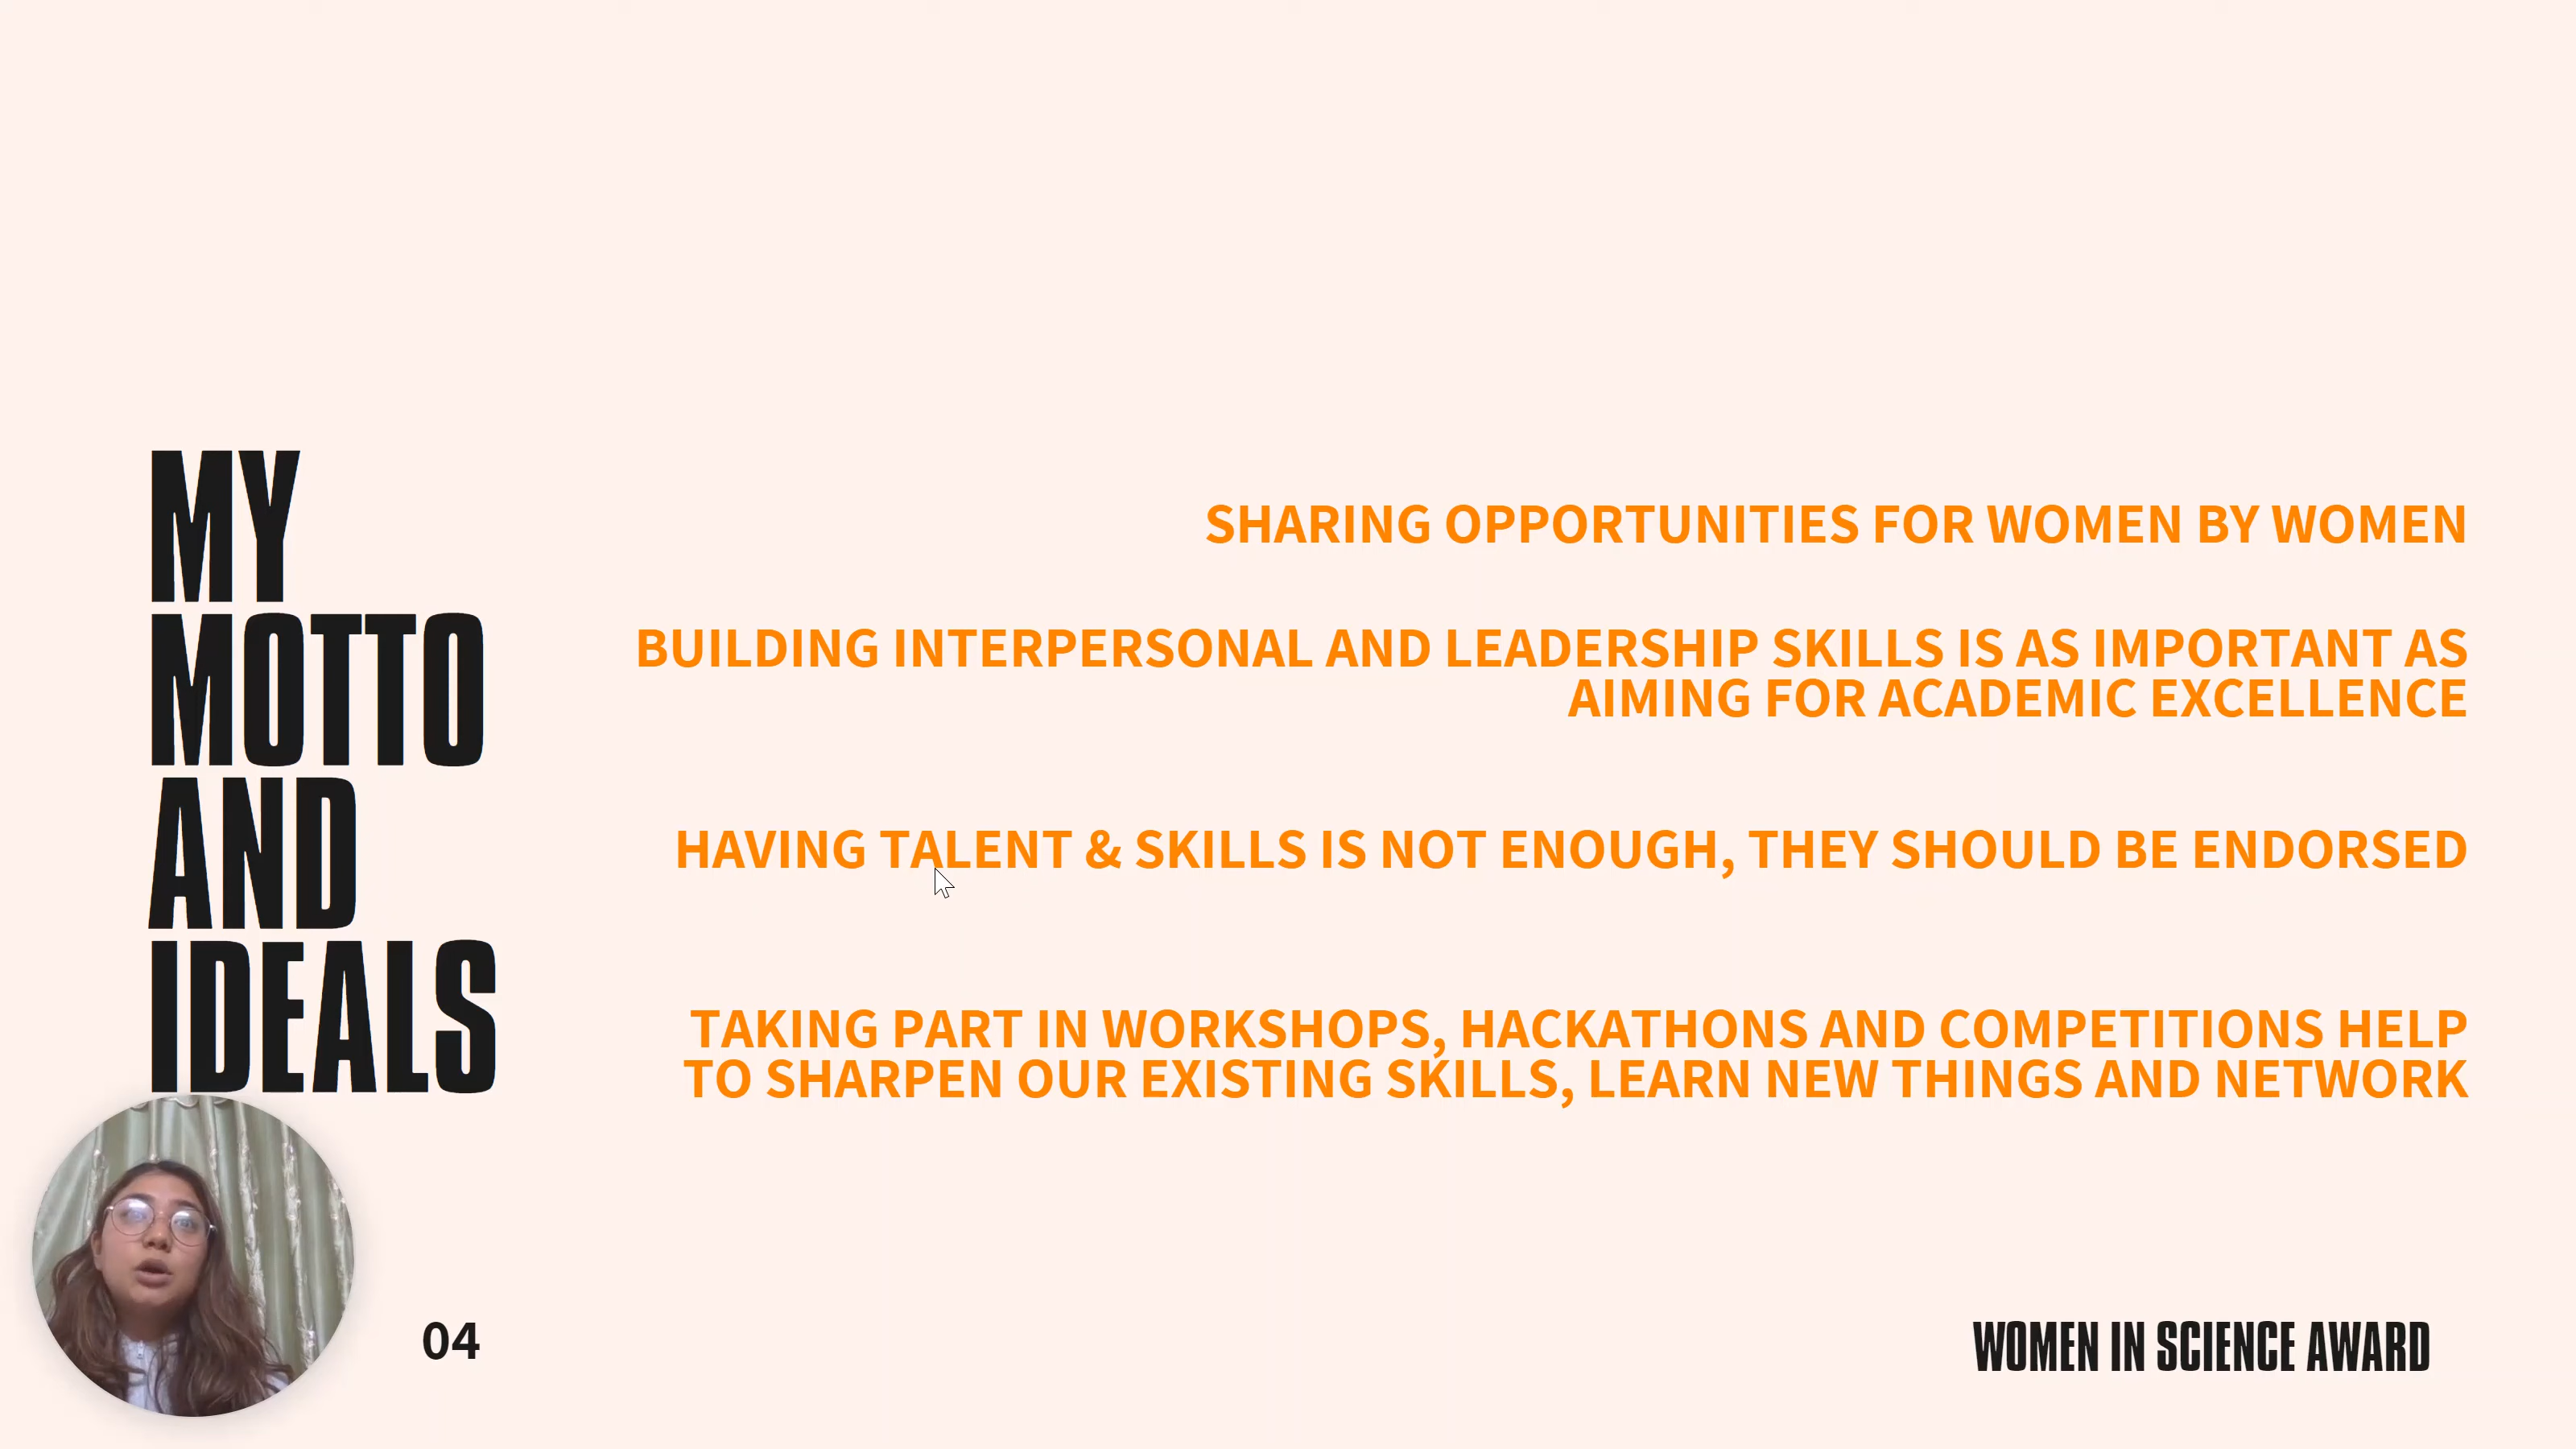 MY
MOTTO
AND
IDEALS
SHARING OPPORTUNITIES FOR WOMEN BY WOMEN
BUILDING INTERPERSONAL AND LEADERSHIP SKILLS IS AS IMPORTANT AS
AIMING FOR ACADEMIC EXCELLENCE
HAVING TALENT & SKILLS IS NOT ENOUGH, THEY SHOULD BE ENDORSED
TAKING PART IN WORKSHOPS, HACKATHONS AND COMPETITIONS HELP
TO SHARPEN OUR EXISTING SKILLS, LEARN NEW THINGS AND NETWORK
04
WOMEN IN SCIENCE AWARD